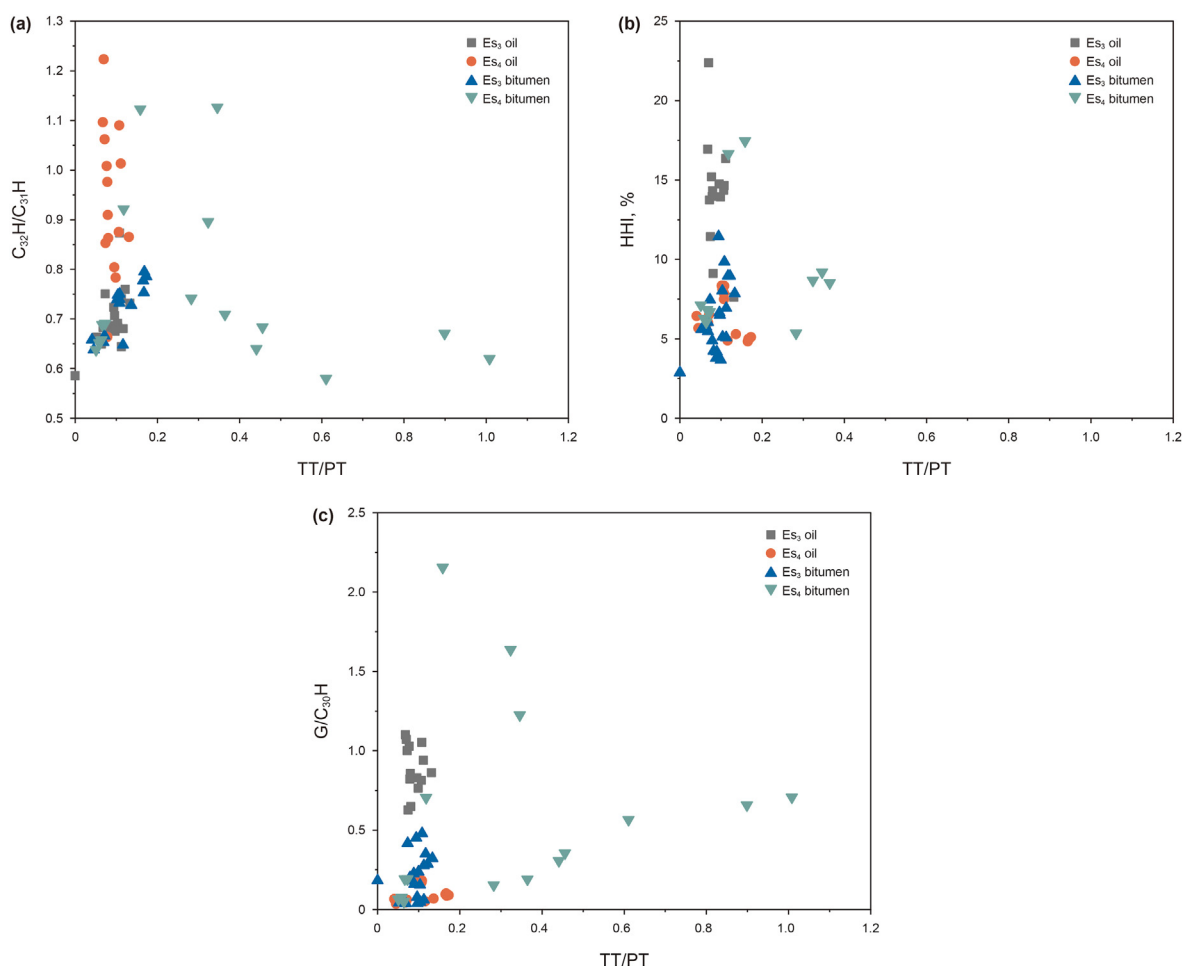 (a)
1.3
1.2
1.1
1.0
0.9
0.8
0.7
0.6
0.5
C₃₂H/C₃₁H
0
0.2
0.4
0.6
0.8
1.0
1.2
TT/PT
Es₃ oil
Es₄ oil
Es₃ bitumen
Es₄ bitumen
(b)
25
20
15
10
5
0
HHI, %
0
0.2
0.4
0.6
0.8
1.0
1.2
TT/PT
Es₃ oil
Es₄ oil
Es₃ bitumen
Es₄ bitumen
(c)
2.5
2.0
1.5
1.0
0.5
0
G/C₃₀H
0
0.2
0.4
0.6
0.8
1.0
1.2
TT/PT
Es₃ oil
Es₄ oil
Es₃ bitumen
Es₄ bitumen